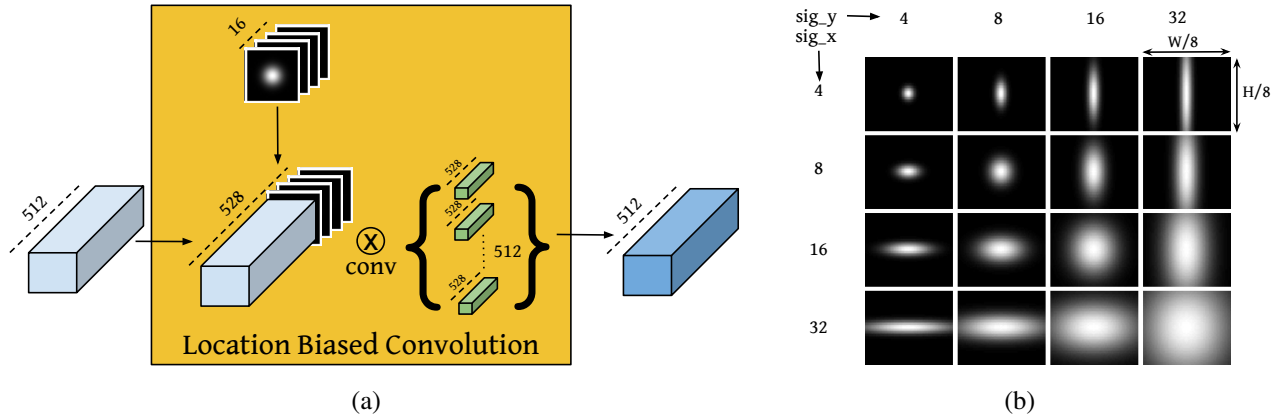 16
512
528
528
528
512
528
conv
512
Location Biased Convolution
(a)
sig_y
4
8
16
32
sig_x
W/8
4
H/8
8
16
32
(b)